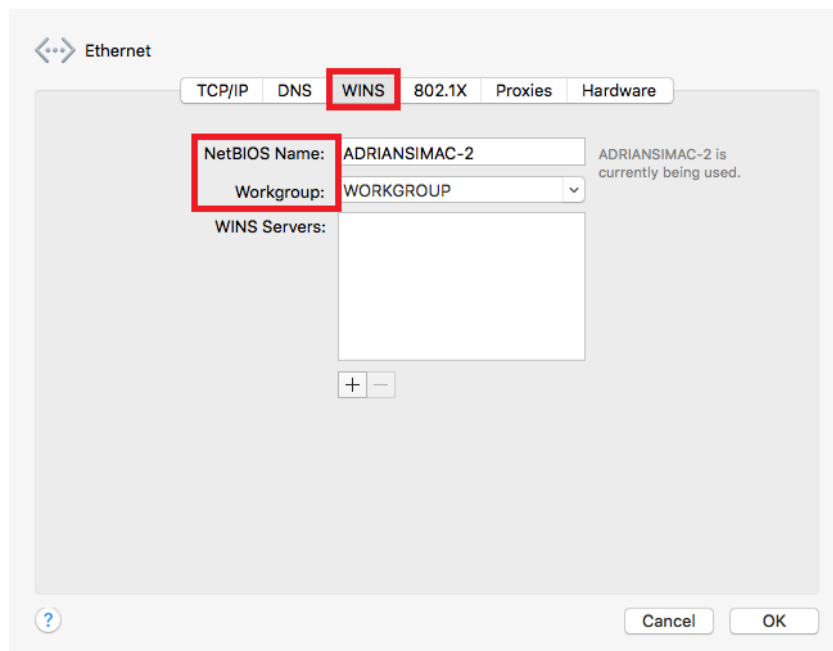 Ethernet
TCP/IP DNS WINS 802.1X Proxies Hardware
NetBIOS Name: ADRIANSIMAC-2
ADRIANSIMAC-2 is
currently being used.
Workgroup: WORKGROUP
WINS Servers:
+ −
? Cancel OK